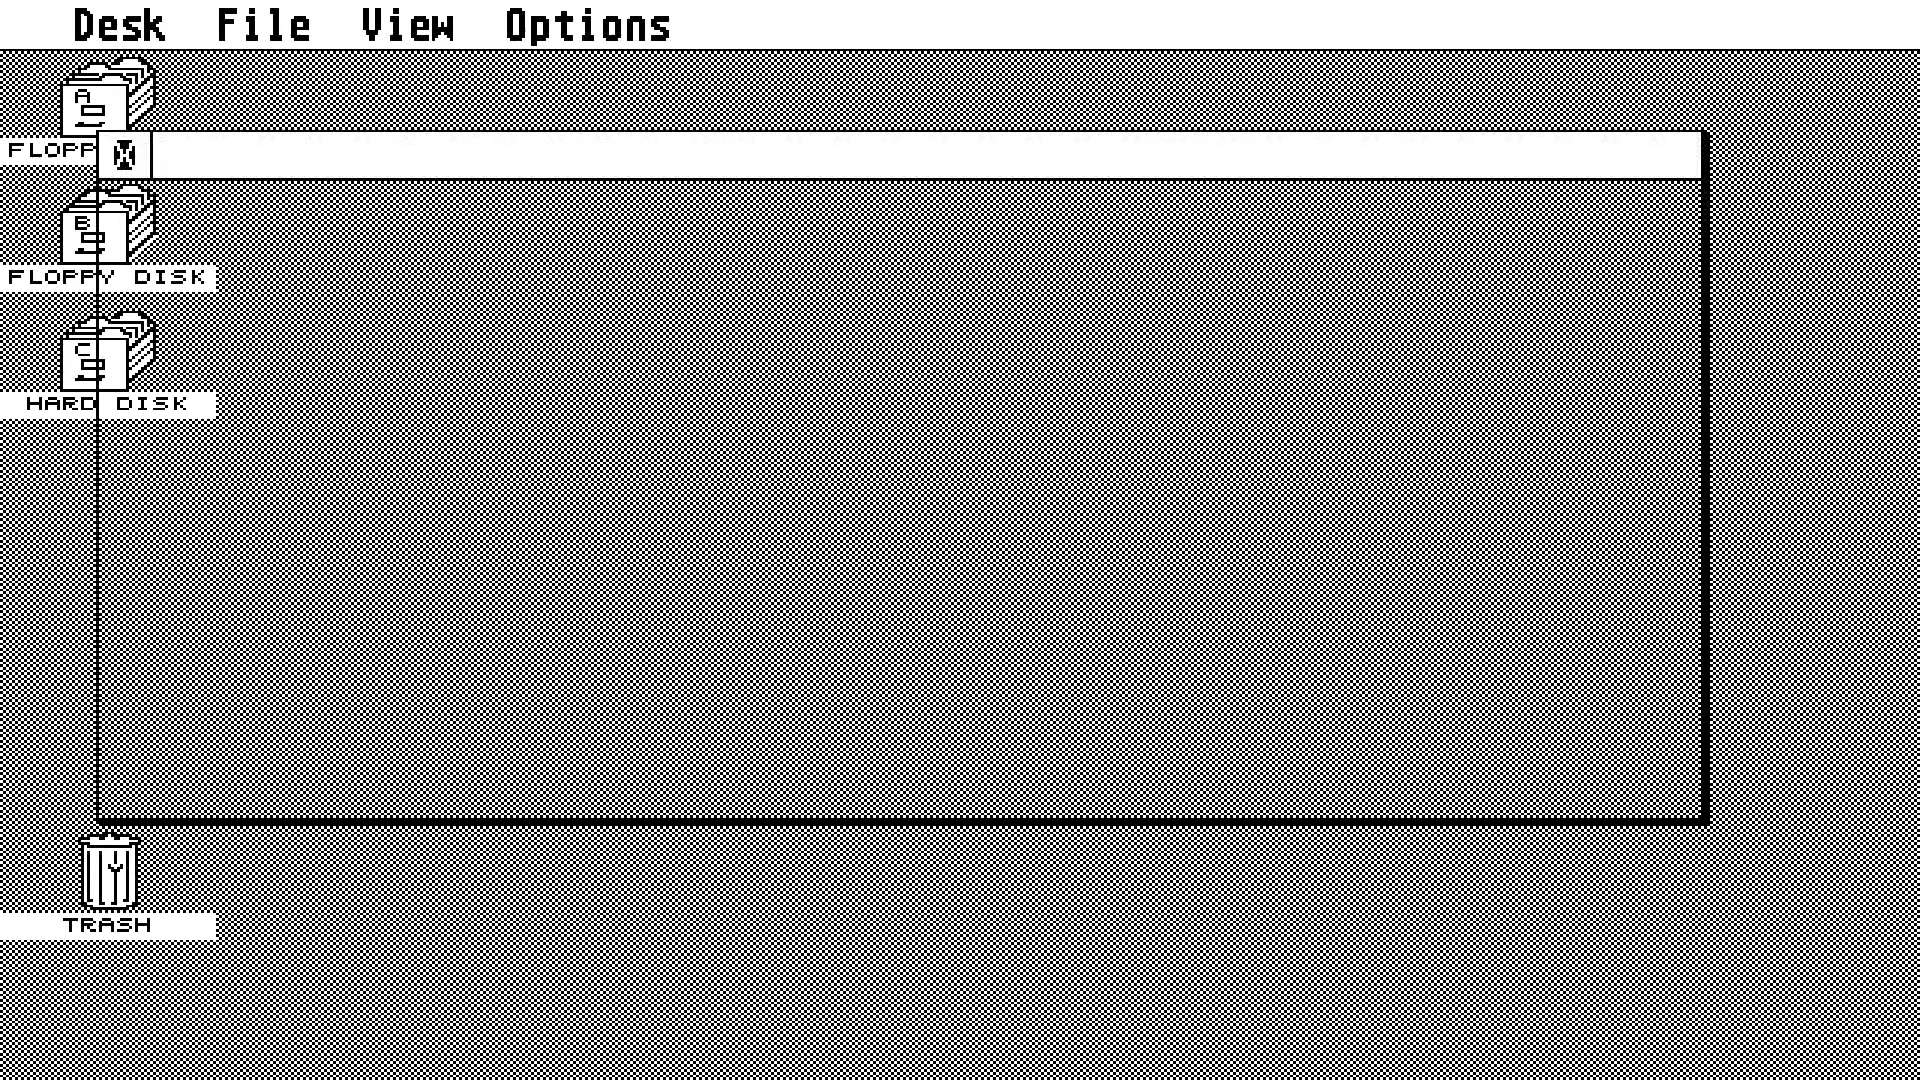 Desk File View Options
A
FLOPP
B
FLOPPY DISK
C
HARD DISK
TRASH